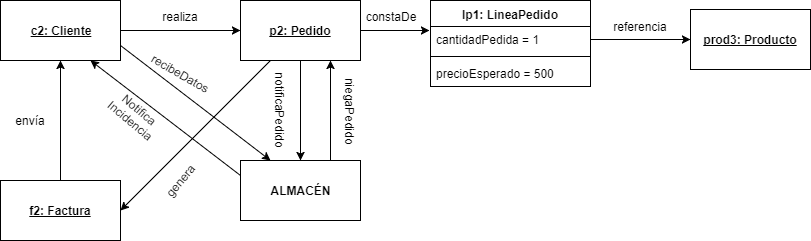 c2: Cliente
realiza
p2: Pedido
constaDe
lp1: LineaPedido
cantidadPedida = 1
precioEsperado = 500
referencia
prod3: Producto
recibeDatos
notificaPedido
niegaPedido
Notifica
Incidencia
envía
genera
ALMACÉN
f2: Factura